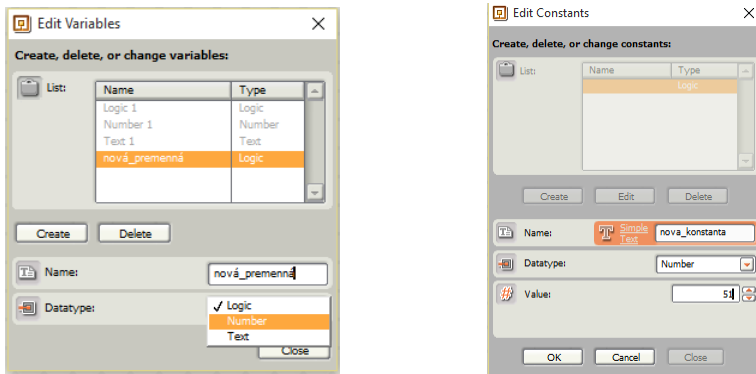 Edit Variables
Create, delete, or change variables:
List:
Name Type
Logic 1 Logic
Number 1 Number
Text 1 Text
nová_premenná Logic
Create Delete
Name: nová_premenná
Datatype: ✓ Logic
Number
Text
Close
Edit Constants
Create, delete, or change constants:
List:
Name Type
Logic
Create Edit Delete
Name: Simple Text nova_konstanta
Datatype: Number
Value: 51
OK Cancel Close